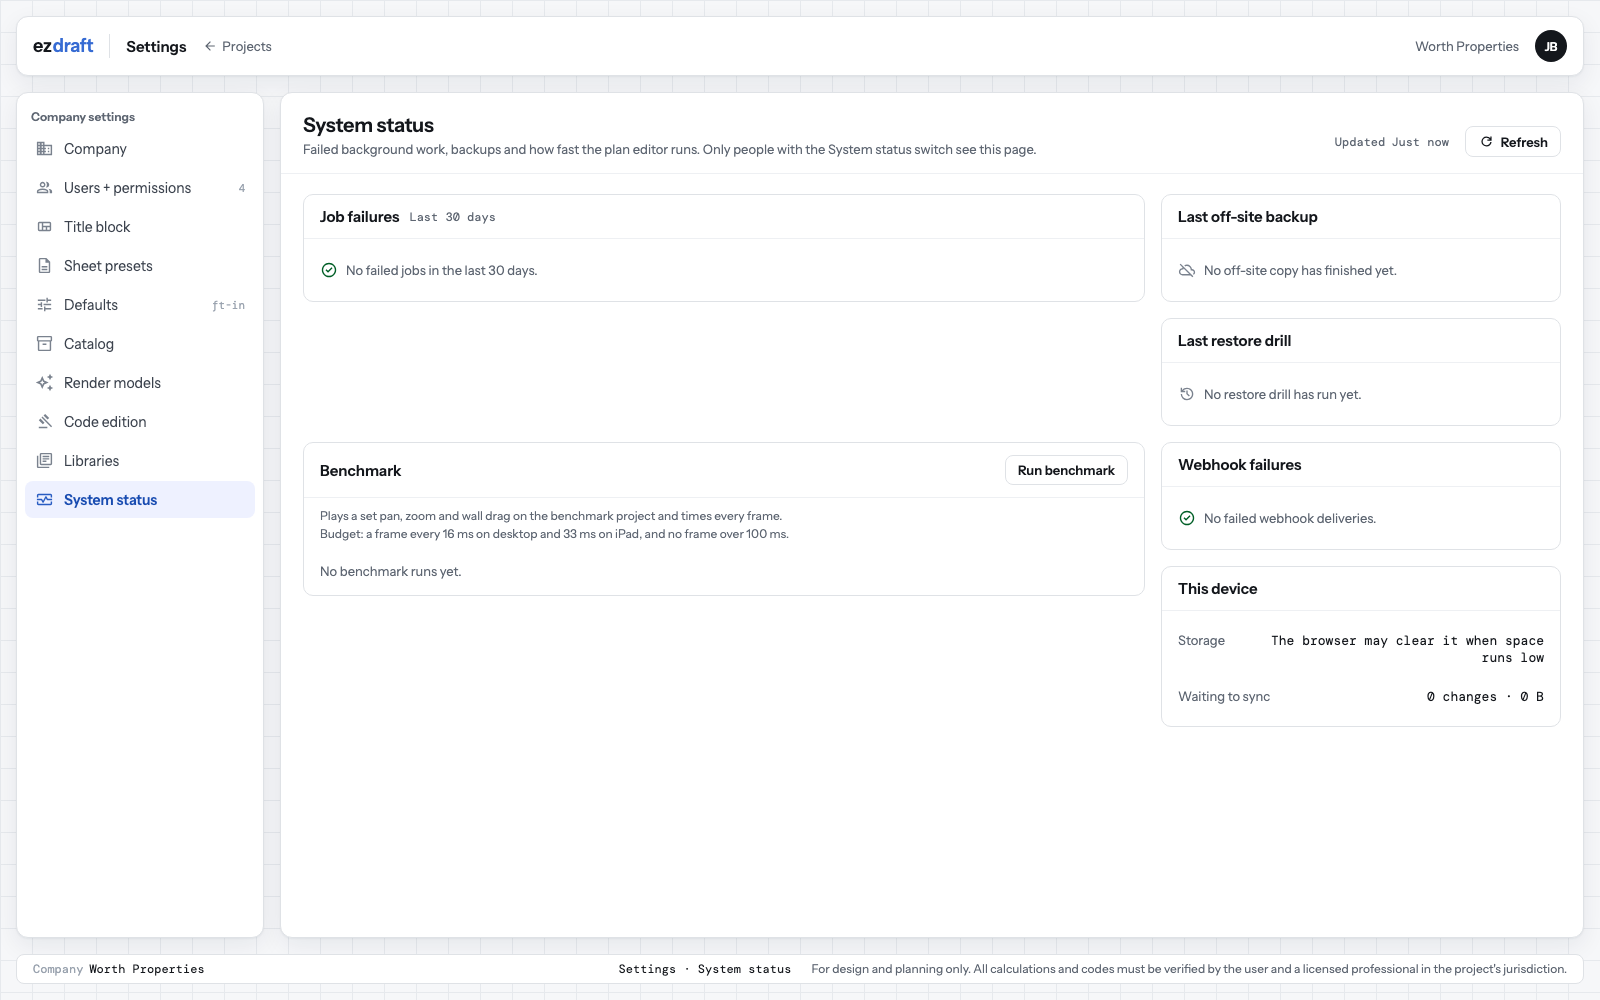 ezdraft
Settings
Projects
Worth Properties
JB
Company settings
Company
Users + permissions 4
Title block
Sheet presets
Defaults ft-in
Catalog
Render models
Code edition
Libraries
System status
System status
Failed background work, backups and how fast the plan editor runs. Only people with the System status switch see this page.
Updated Just now
Refresh
Job failures Last 30 days
No failed jobs in the last 30 days.
Last off-site backup
No off-site copy has finished yet.
Last restore drill
No restore drill has run yet.
Benchmark
Run benchmark
Plays a set pan, zoom and wall drag on the benchmark project and times every frame.
Budget: a frame every 16 ms on desktop and 33 ms on iPad, and no frame over 100 ms.
No benchmark runs yet.
Webhook failures
No failed webhook deliveries.
This device
Storage The browser may clear it when space
runs low
Waiting to sync 0 changes · 0 B
Company Worth Properties
Settings · System status
For design and planning only. All calculations and codes must be verified by the user and a licensed professional in the project's jurisdiction.